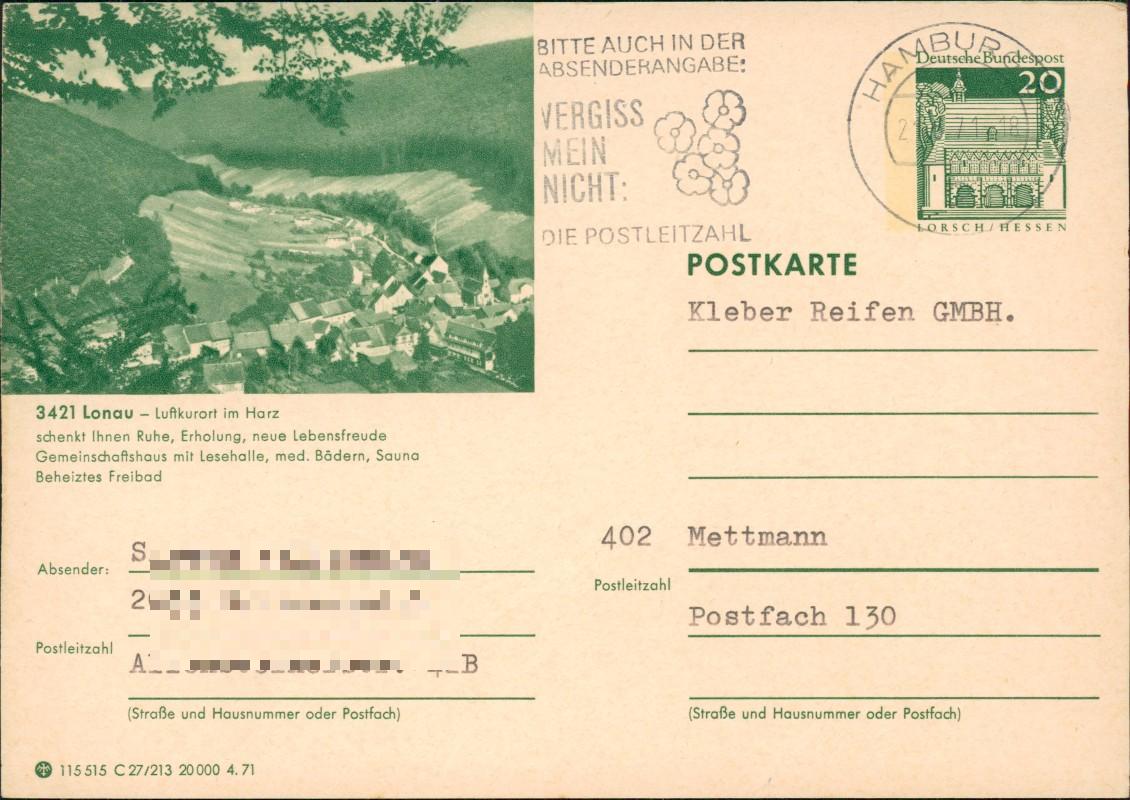 BITTE AUCH IN DER
ABSENDERANGABE:
VERGISS
MEIN
NICHT:
DIE POSTLEITZAHL
HAMBURG
Deutsche Bundespost
20
LORSCH/HESSEN
POSTKARTE
Kleber Reifen GMBH.
402 Mettmann
Postleitzahl
Postfach 130
(Straße und Hausnummer oder Postfach)
3421 Lonau – Luftkurort im Harz
schenkt Ihnen Ruhe, Erholung, neue Lebensfreude
Gemeinschaftshaus mit Lesehalle, med. Bädern, Sauna
Beheiztes Freibad
Absender:
Postleitzahl
(Straße und Hausnummer oder Postfach)
115 515 C 27/213 20 000 4.71